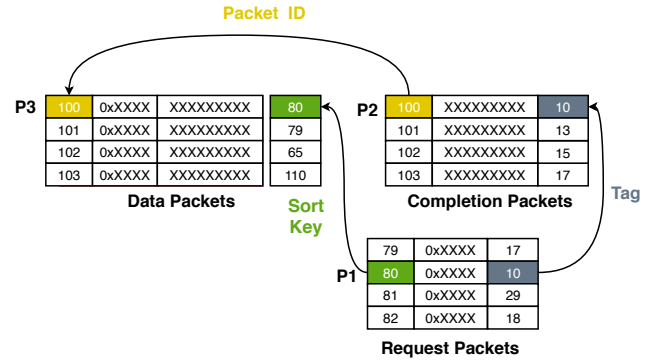 Packet ID
P3 100 0xXXXX XXXXXXXXX 80
101 0xXXXX XXXXXXXXX 79
102 0xXXXX XXXXXXXXX 65
103 0xXXXX XXXXXXXXX 110
Data Packets
Sort
Key
P2 100 XXXXXXXXX 10
101 XXXXXXXXX 13
102 XXXXXXXXX 15
103 XXXXXXXXX 17
Completion Packets
Tag
79 0xXXXX 17
P1 80 0xXXXX 10
81 0xXXXX 29
82 0xXXXX 18
Request Packets